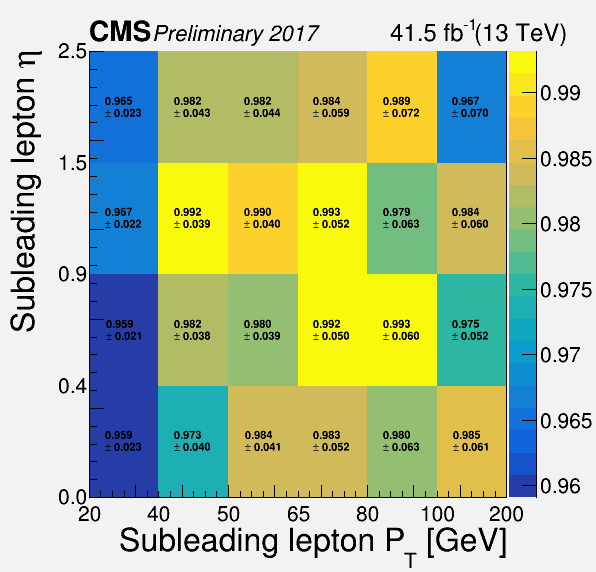 CMS Preliminary 2017 41.5 fb⁻¹(13 TeV)
Subleading lepton η
2.5
1.5
0.9
0.4
0.0
0.965 0.982 0.982 0.984 0.989 0.967
± 0.023 ± 0.043 ± 0.044 ± 0.059 ± 0.072 ± 0.070
0.967 0.992 0.990 0.993 0.979 0.984
± 0.022 ± 0.039 ± 0.040 ± 0.052 ± 0.063 ± 0.060
0.959 0.982 0.980 0.992 0.993 0.975
± 0.021 ± 0.038 ± 0.039 ± 0.050 ± 0.060 ± 0.052
0.959 0.973 0.984 0.983 0.980 0.985
± 0.023 ± 0.040 ± 0.041 ± 0.052 ± 0.063 ± 0.061
20 40 50 65 80 100 200
Subleading lepton P_T [GeV]
0.99
0.985
0.98
0.975
0.97
0.965
0.96